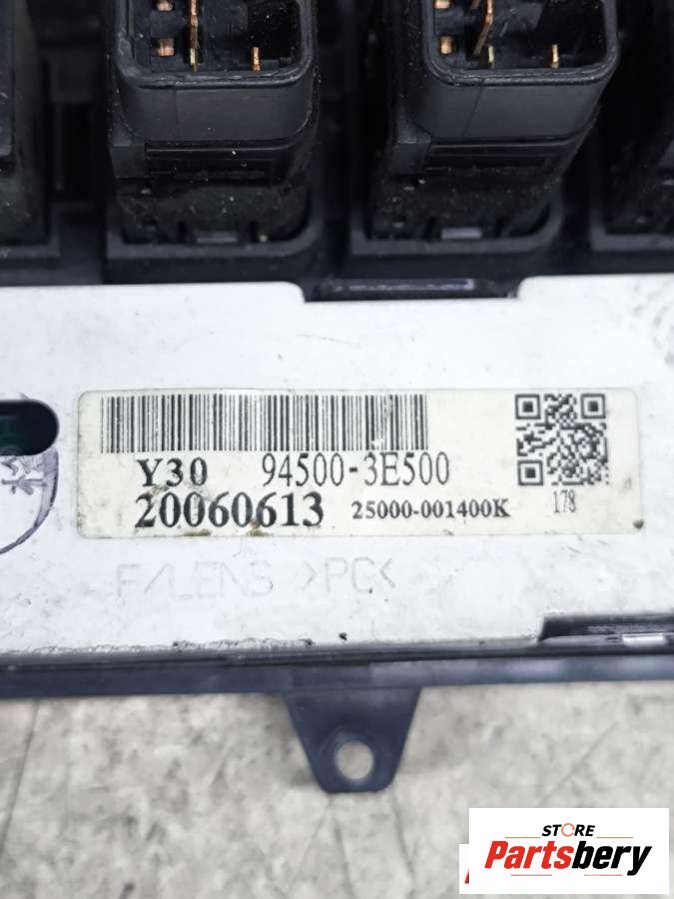 Y30 94500-3E500
20060613 25000-001400K
178
F/LENS >PC<
STORE
Partsbery